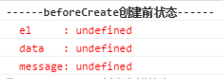 ------beforeCreate创建前状态------
el     : undefined
data   : undefined
message: undefined